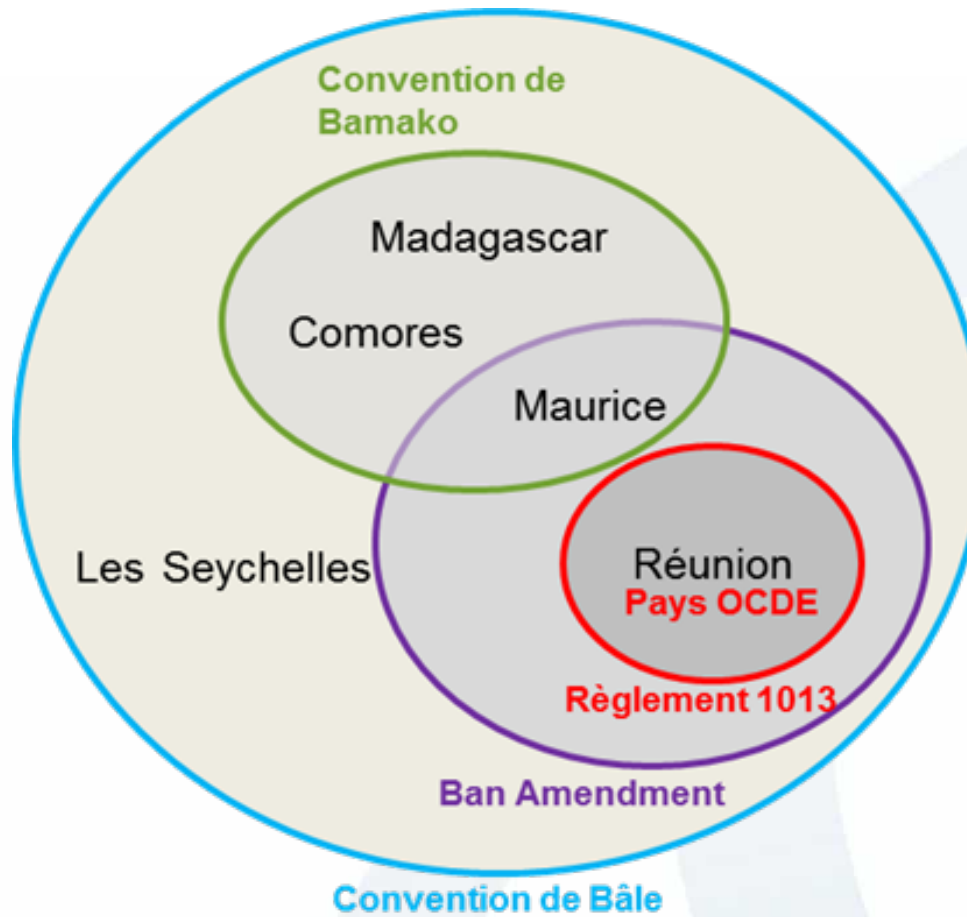 Convention de
Bamako
Madagascar
Comores
Maurice
Les Seychelles
Réunion
Pays OCDE
Règlement 1013
Ban Amendment
Convention de Bâle